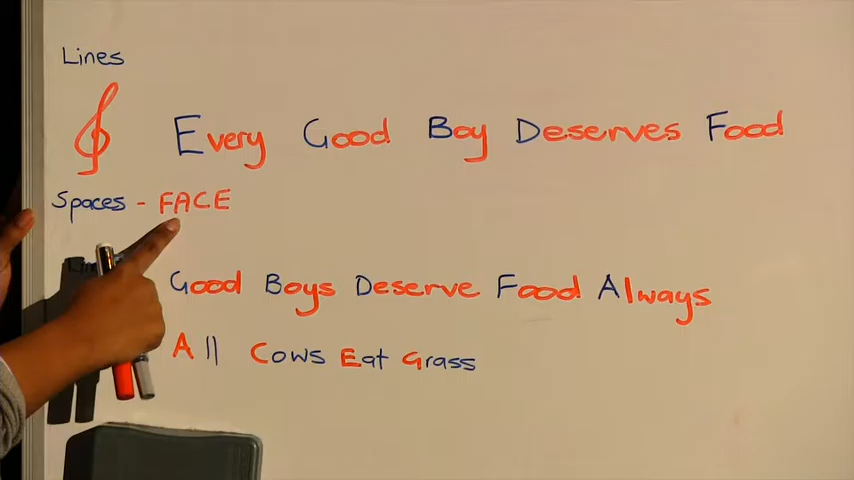 Lines
Every Good Boy Deserves Food
Spaces - FACE
Good Boys Deserve Food Always
All Cows Eat Grass